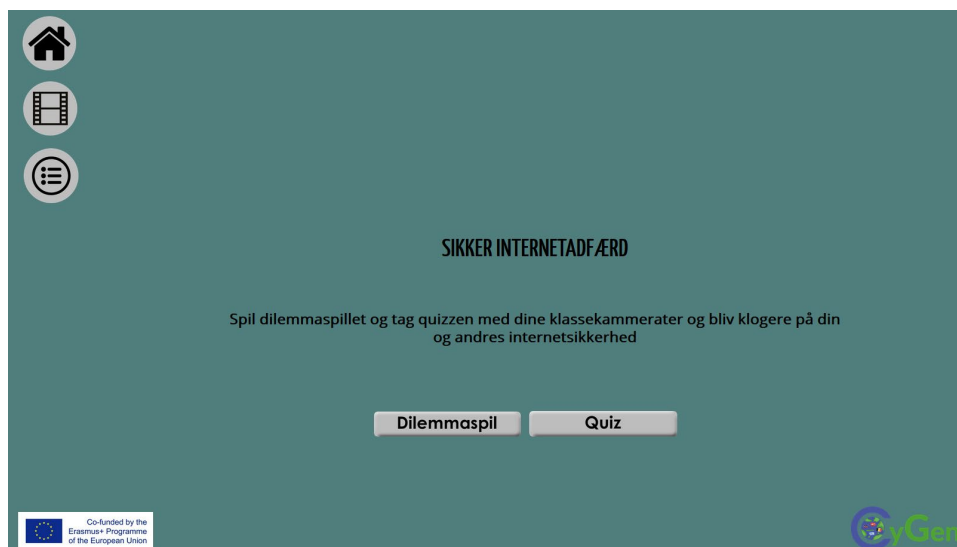 SIKKER INTERNETADFÆRD
Spil dilemmaspillet og tag quizzen med dine klassekammerater og bliv klogere på din
og andres internetsikkerhed
Dilemmaspil
Quiz
Co-funded by the
Erasmus+ Programme
of the European Union
CyGen